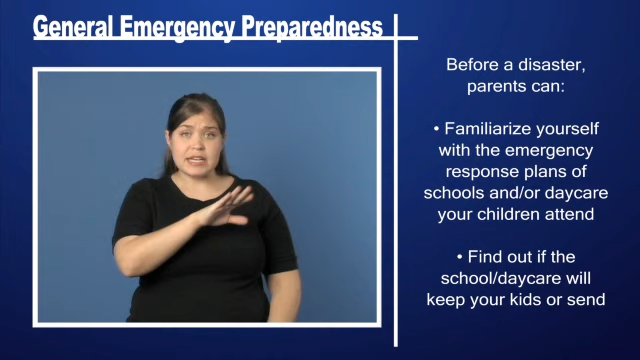 General Emergency Preparedness
Before a disaster,
parents can:
• Familiarize yourself
with the emergency
response plans of
schools and/or daycare
your children attend
• Find out if the
school/daycare will
keep your kids or send